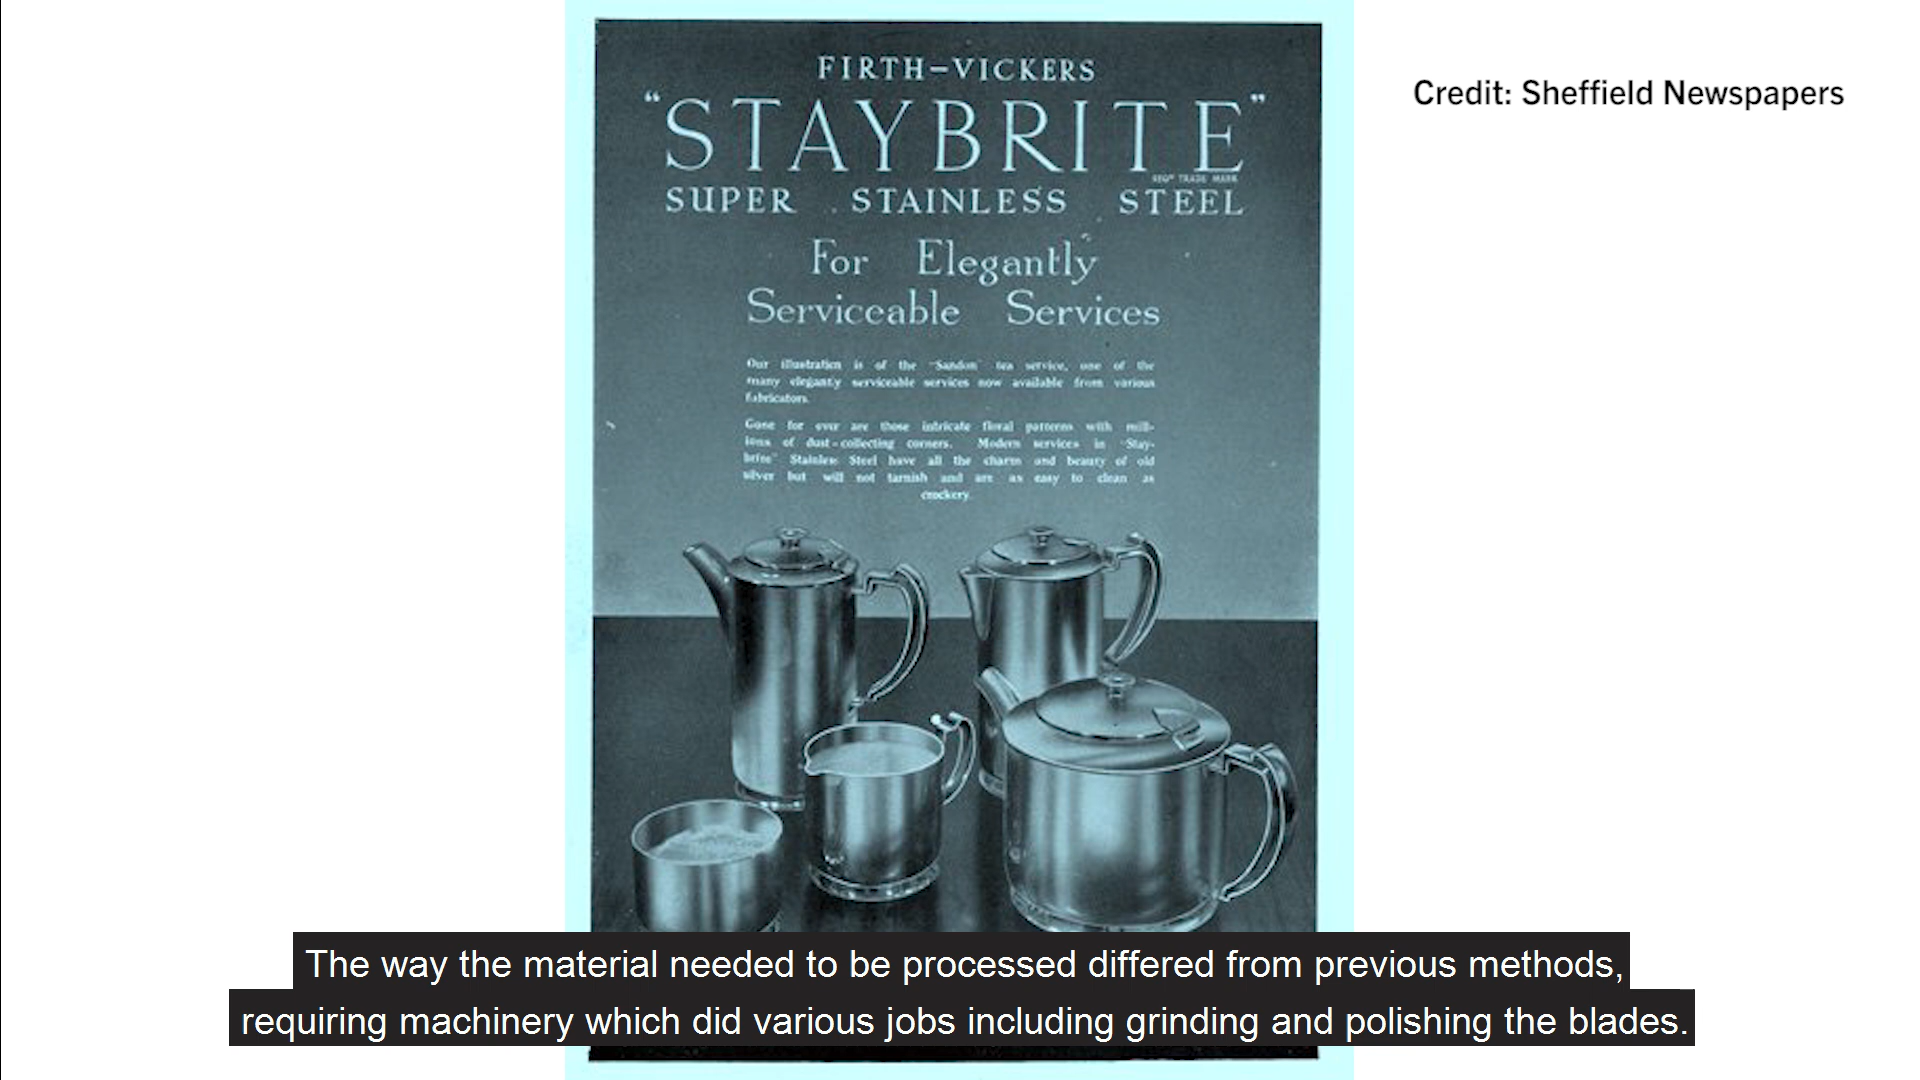 FIRTH-VICKERS
Credit: Sheffield Newspapers
"STAYBRITE"
REGD TRADE MARK
SUPER STAINLESS STEEL
For Elegantly
Serviceable Services
Our illustration is of the "Sandon" tea service, one of the
many elegantly serviceable services now available from various
fabricators.
Gone for ever are those intricate floral patterns with mill-
ions of dust-collecting corners. Modern services in "Stay-
brite" Stainless Steel have all the charm and beauty of old
silver but will not tarnish and are as easy to clean as
crockery.
The way the material needed to be processed differed from previous methods,
requiring machinery which did various jobs including grinding and polishing the blades.